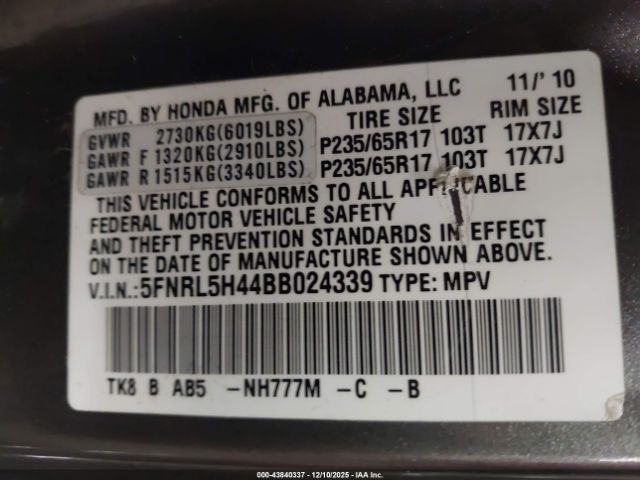 MFD. BY HONDA MFG. OF ALABAMA, LLC 11/' 10
TIRE SIZE RIM SIZE
GVWR 2730KG(6019LBS)
GAWR F 1320KG(2910LBS) P235/65R17 103T 17X7J
GAWR R 1515KG(3340LBS) P235/65R17 103T 17X7J
THIS VEHICLE CONFORMS TO ALL APPLICABLE
FEDERAL MOTOR VEHICLE SAFETY
AND THEFT PREVENTION STANDARDS IN EFFECT
ON THE DATE OF MANUFACTURE SHOWN ABOVE.
V.I.N.:5FNRL5H44BB024339 TYPE: MPV
TK8 B AB5 -NH777M -C -B
000-43840337 - 12/10/2025 - IAA Inc.